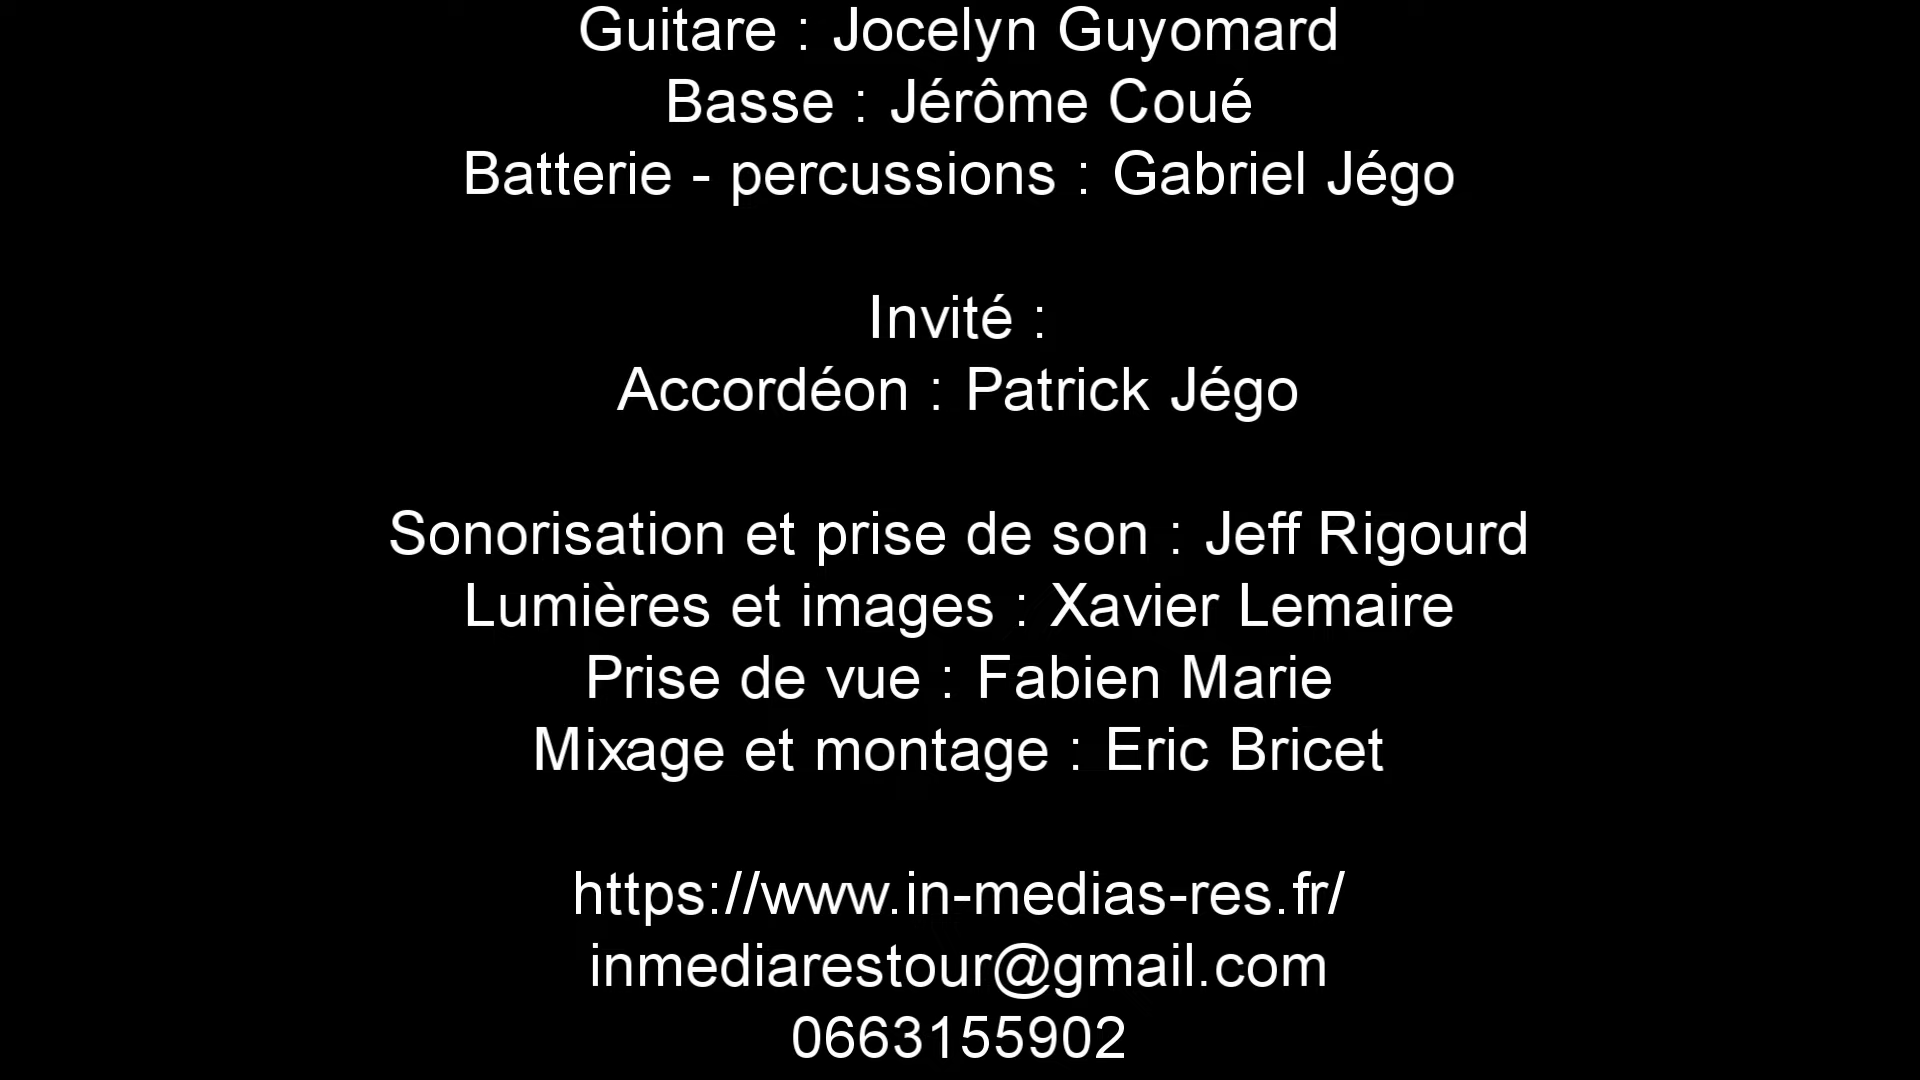 Guitare : Jocelyn Guyomard
Basse : Jérôme Coué
Batterie - percussions : Gabriel Jégo
Invité :
Accordéon : Patrick Jégo
Sonorisation et prise de son : Jeff Rigourd
Lumières et images : Xavier Lemaire
Prise de vue : Fabien Marie
Mixage et montage : Eric Bricet
https://www.in-medias-res.fr/
inmediarestour@gmail.com
0663155902